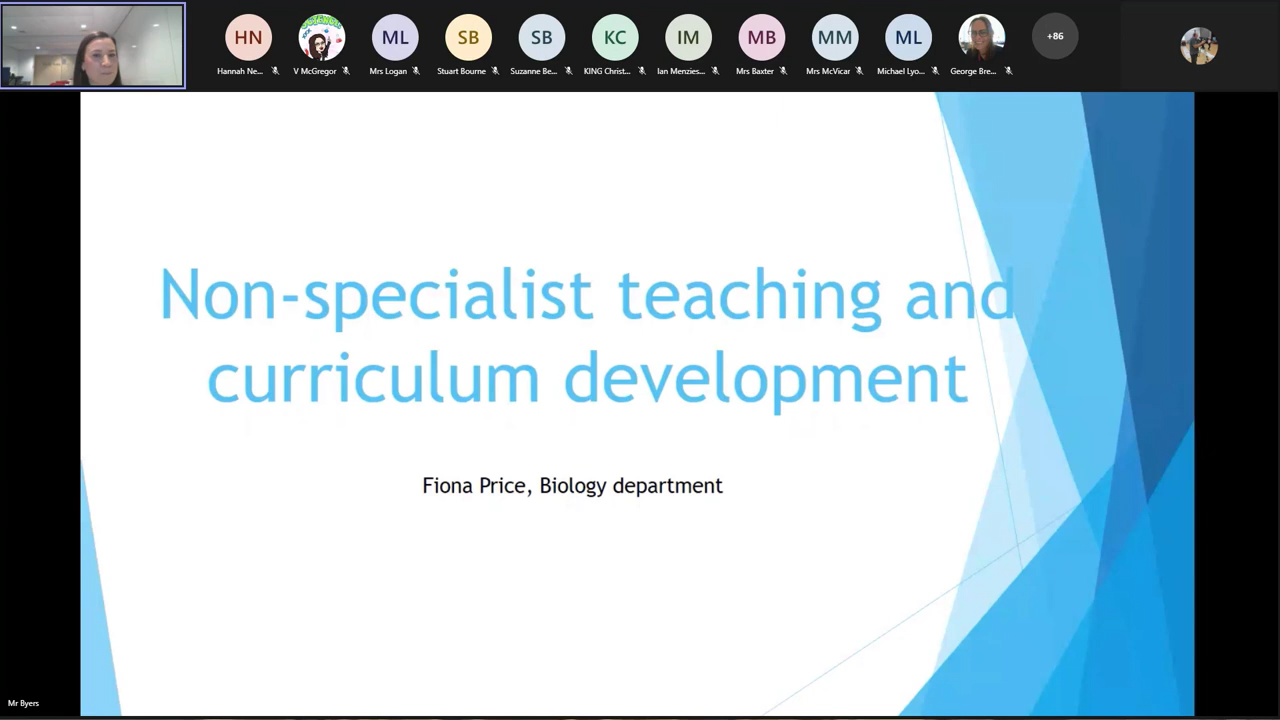 HN
ML
SB
SB
KC
IM
MB
MM
ML
+86
Hannah Ne...
V McGregor
Mrs Logan
Stuart Bourne
Suzanne Be...
KING Christ...
Ian Menzies...
Mrs Baxter
Mrs McVicar
Michael Lyo...
George Bre...
Non-specialist teaching and
curriculum development
Fiona Price, Biology department
Mr Byers